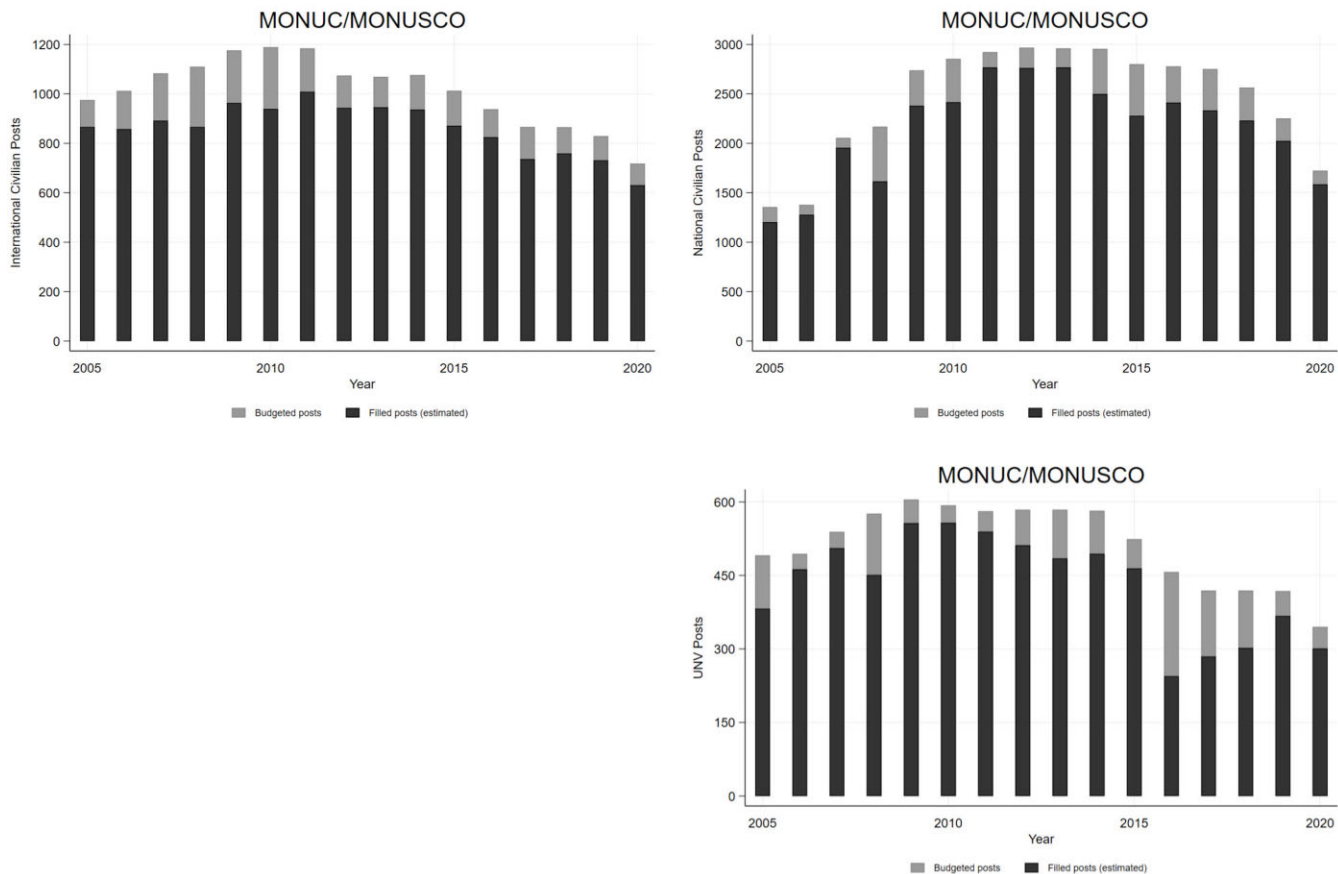 MONUC/MONUSCO
International Civilian Posts
1200
1000
800
600
400
200
0
2005 2010 2015 2020
Year
Budgeted posts Filled posts (estimated)
MONUC/MONUSCO
National Civilian Posts
3000
2500
2000
1500
1000
500
0
2005 2010 2015 2020
Year
Budgeted posts Filled posts (estimated)
MONUC/MONUSCO
UNV Posts
600
450
300
150
0
2005 2010 2015 2020
Year
Budgeted posts Filled posts (estimated)